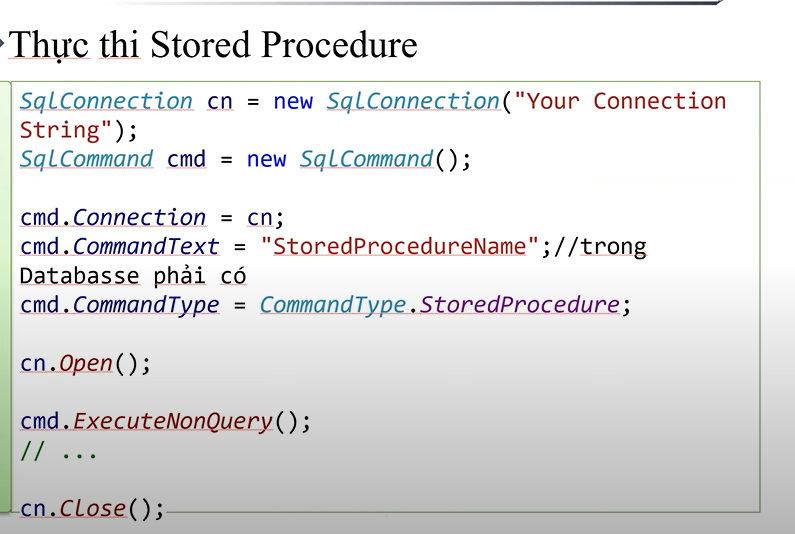 Thực thi Stored Procedure
SqlConnection cn = new SqlConnection("Your Connection
String");
SqlCommand cmd = new SqlCommand();
cmd.Connection = cn;
cmd.CommandText = "StoredProcedureName";//trong
Databasse phải có
cmd.CommandType = CommandType.StoredProcedure;
cn.Open();
cmd.ExecuteNonQuery();
// ...
cn.Close();